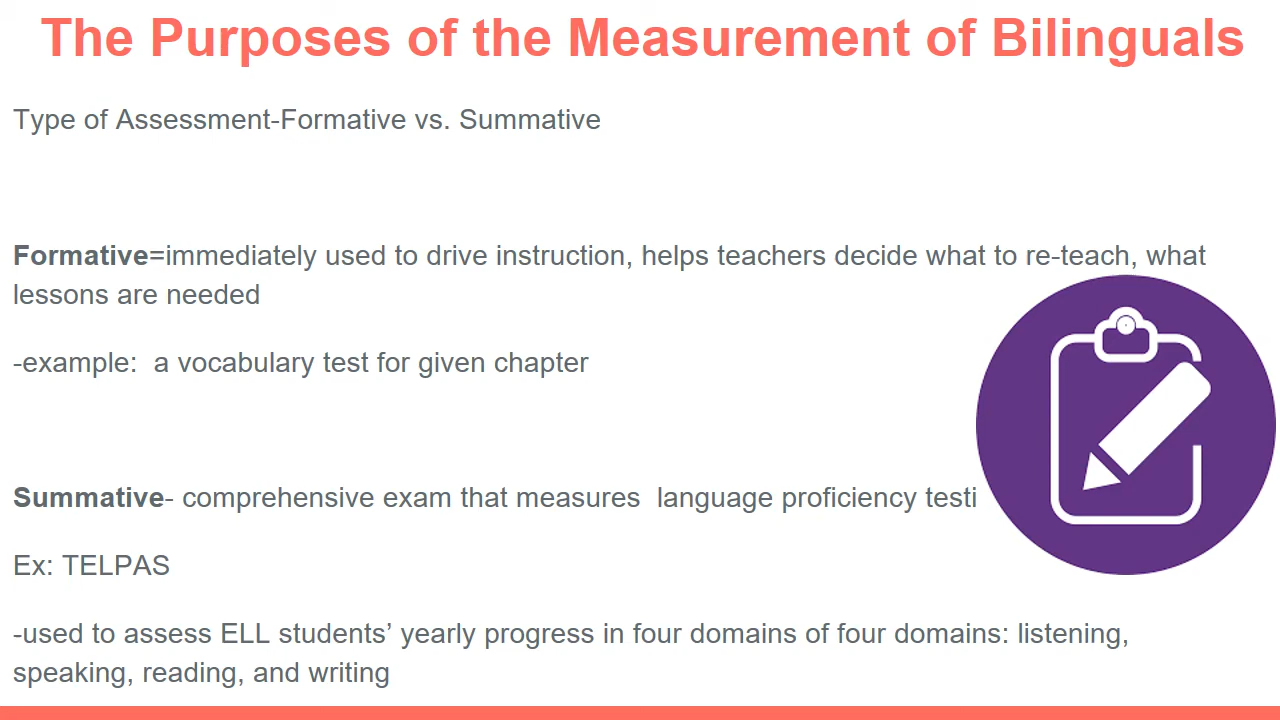 The Purposes of the Measurement of Bilinguals
Type of Assessment-Formative vs. Summative
Formative=immediately used to drive instruction, helps teachers decide what to re-teach, what
lessons are needed
-example:  a vocabulary test for given chapter
Summative- comprehensive exam that measures  language proficiency testi
Ex: TELPAS
-used to assess ELL students’ yearly progress in four domains of four domains: listening,
speaking, reading, and writing